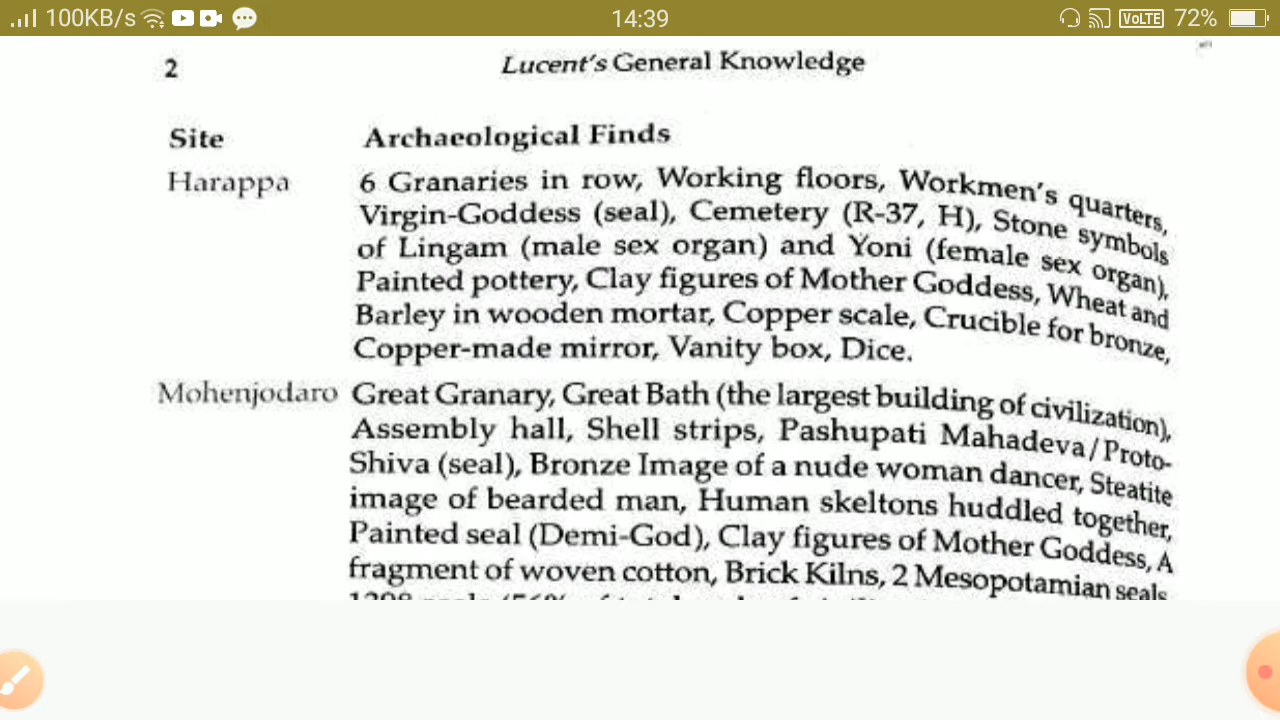 100KB/s 14:39 VoLTE 72%
2 Lucent's General Knowledge
Site Archaeological Finds
Harappa 6 Granaries in row, Working floors, Workmen's quarters,
Virgin-Goddess (seal), Cemetery (R-37, H), Stone symbols
of Lingam (male sex organ) and Yoni (female sex organ),
Painted pottery, Clay figures of Mother Goddess, Wheat and
Barley in wooden mortar, Copper scale, Crucible for bronze,
Copper-made mirror, Vanity box, Dice.
Mohenjodaro Great Granary, Great Bath (the largest building of civilization),
Assembly hall, Shell strips, Pashupati Mahadeva/Proto-
Shiva (seal), Bronze Image of a nude woman dancer, Steatite
image of bearded man, Human skeltons huddled together,
Painted seal (Demi-God), Clay figures of Mother Goddess, A
fragment of woven cotton, Brick Kilns, 2 Mesopotamian seals